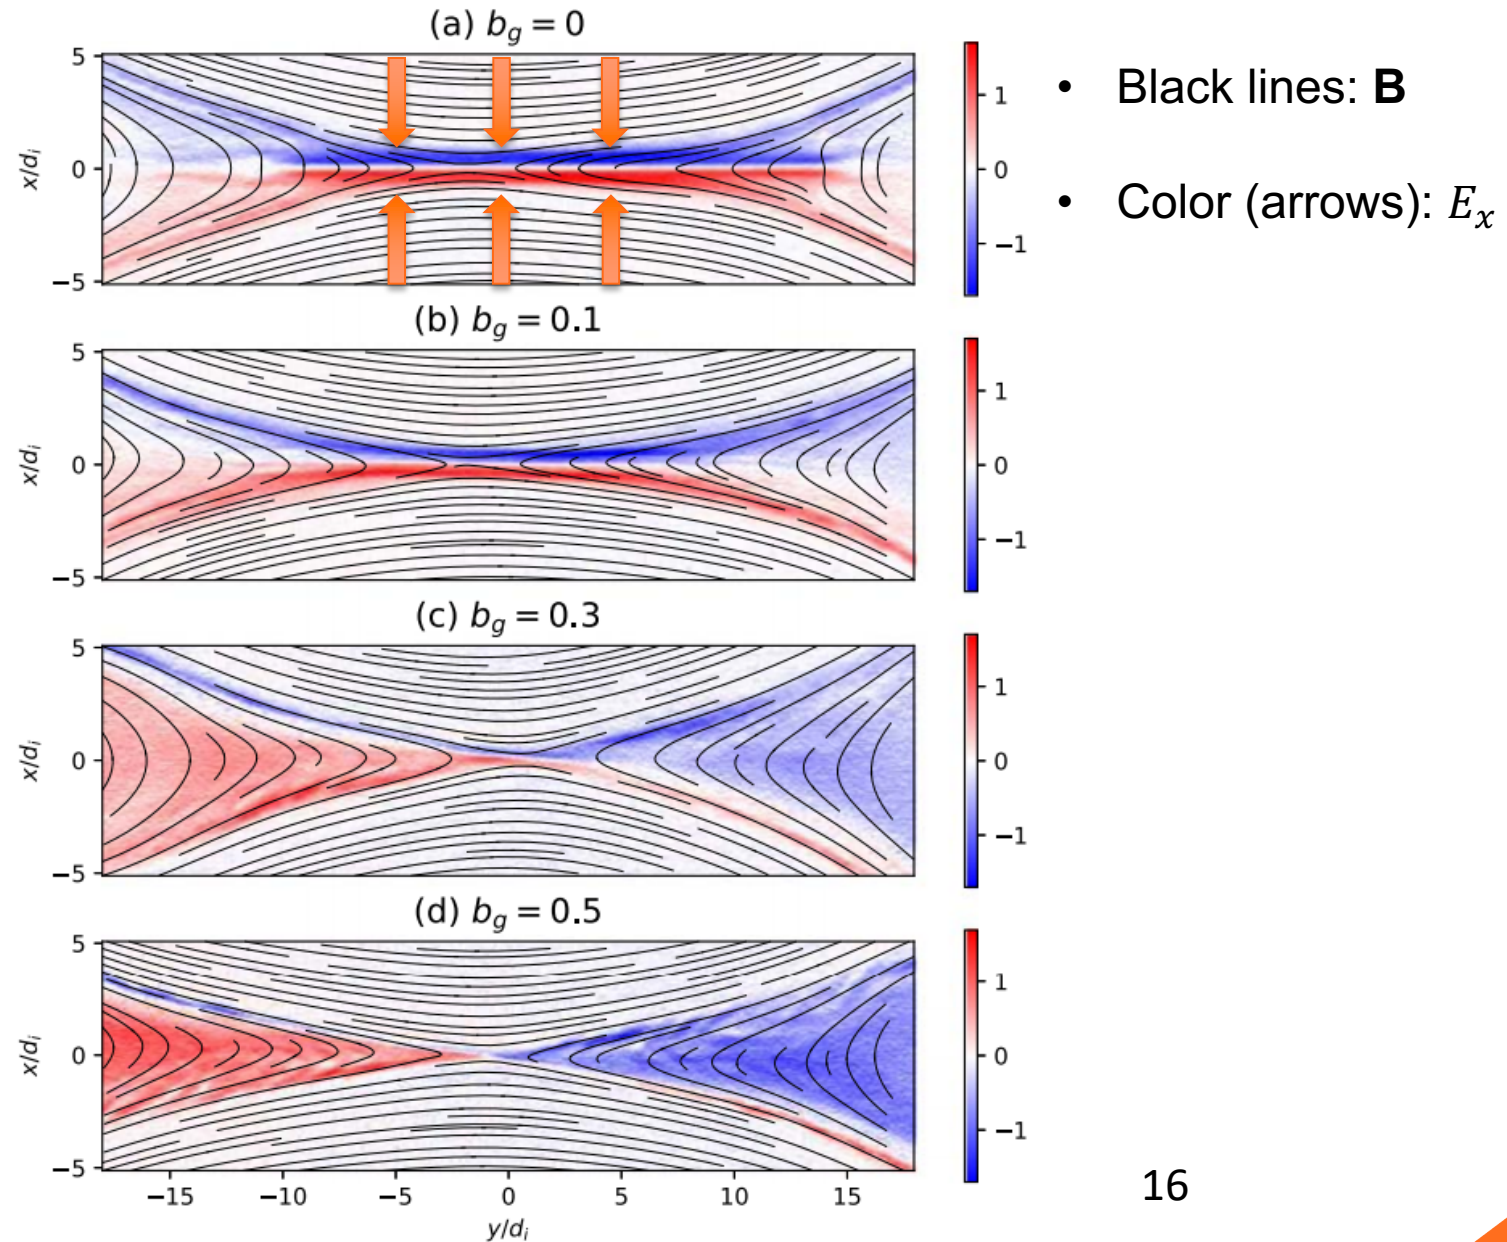 (a) b_g = 0
5
0
−5
x/d_i
1
0
−1
• Black lines: B
• Color (arrows): E_x
(b) b_g = 0.1
5
0
−5
x/d_i
1
0
−1
(c) b_g = 0.3
5
0
−5
x/d_i
1
0
−1
(d) b_g = 0.5
5
0
−5
x/d_i
1
0
−1
−15 −10 −5 0 5 10 15
y/d_i
16